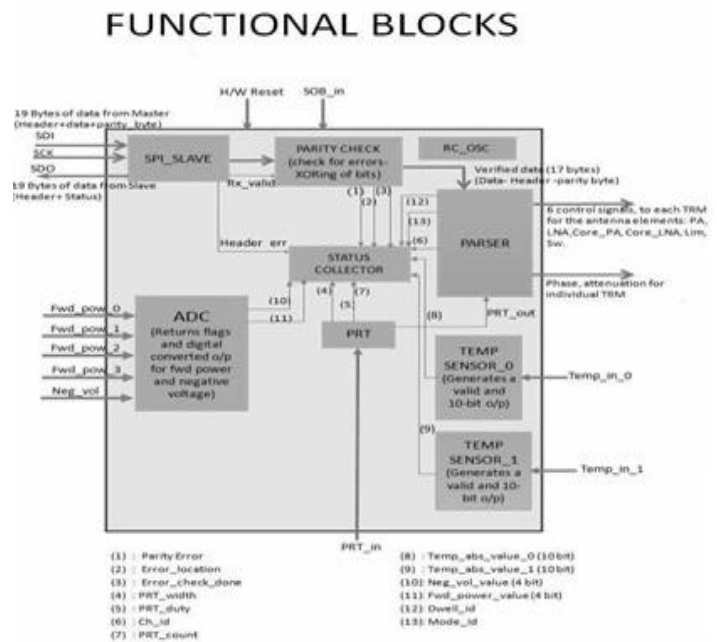 FUNCTIONAL BLOCKS
H/W Reset
SOB_in
19 Bytes of data from Master
(Header+data+parity_byte)
SDI
SCK
SDO
19 Bytes of data from Slave
(Header+ Status)
SPI_SLAVE
Rx_valid
PARITY CHECK
(check for errors-
XORing of bits)
RC_OSC
Verified data (17 bytes)
(Data- Header -parity byte)
(1)
(3)
(2)
(12)
(13)
(6)
PARSER
6 control signals, to each TRM
for the antenna elements: PA,
LNA,Core_PA, Core_LNA, Lim,
Sw.
Phase, attenuation for
individual TRM
Header_err
STATUS
COLLECTOR
(4)
(7)
(5)
(10)
(11)
PRT
(8)
PRT_out
Fwd_pow_0
Fwd_pow_1
Fwd_pow_2
Fwd_pow_3
Neg_vol
ADC
(Returns flags
and digital
converted o/p
for fwd power
and negative
voltage)
TEMP
SENSOR_0
(Generates a
valid and
10-bit o/p)
Temp_in_0
(9)
TEMP
SENSOR_1
(Generates a
valid and 10-
bit o/p)
Temp_in_1
PRT_in
(1) : Parity Error
(2) : Error_location
(3) : Error_check_done
(4) : PRT_width
(5) : PRT_duty
(6) : Ch_Id
(7) : PRT_count
(8) : Temp_abs_value_0 (10 bit)
(9) : Temp_abs_value_1 (10 bit)
(10): Neg_vol_value (4 bit)
(11): Fwd_power_value (4 bit)
(12): Dwell_id
(13): Mode_Id